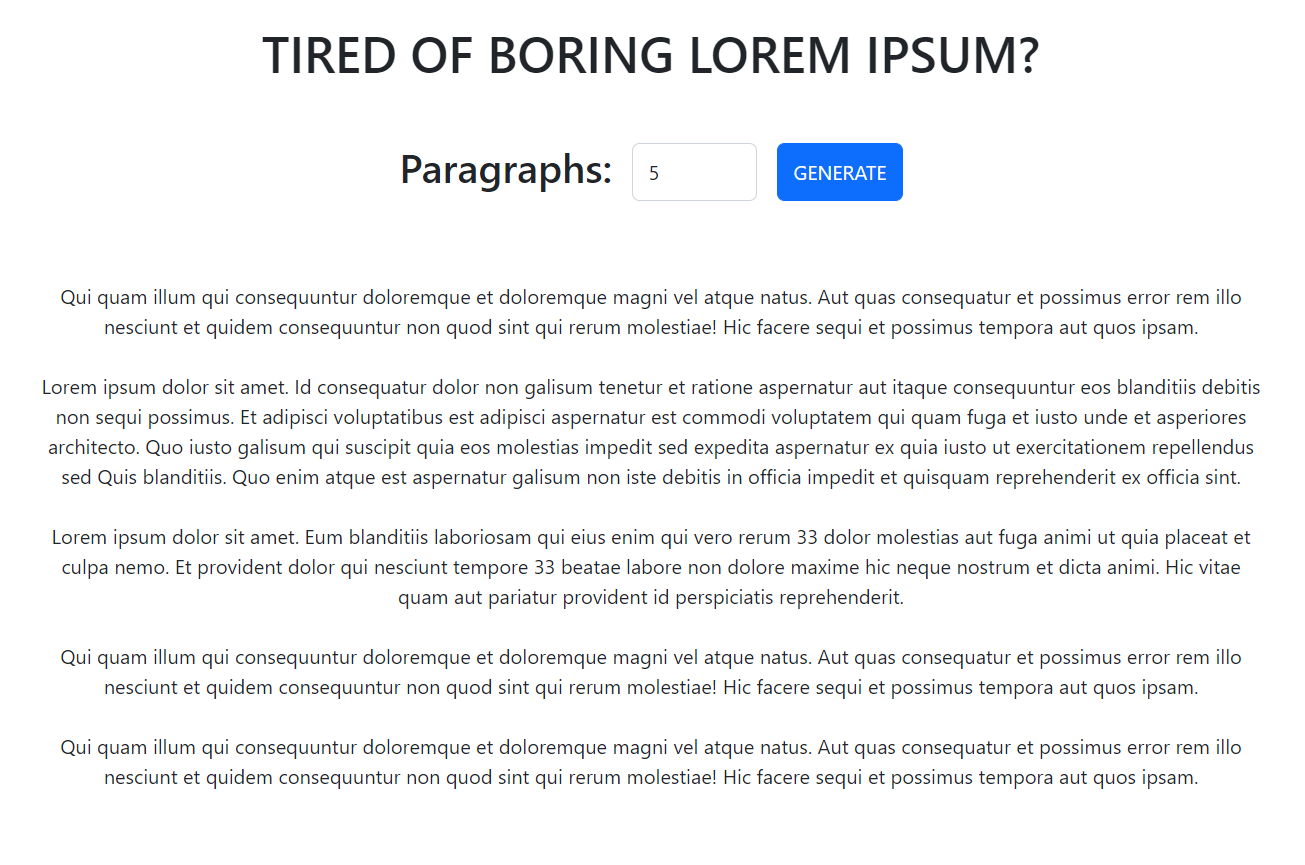 TIRED OF BORING LOREM IPSUM?
Paragraphs: 5 GENERATE
Qui quam illum qui consequuntur doloremque et doloremque magni vel atque natus. Aut quas consequatur et possimus error rem illo
nesciunt et quidem consequuntur non quod sint qui rerum molestiae! Hic facere sequi et possimus tempora aut quos ipsam.
Lorem ipsum dolor sit amet. Id consequatur dolor non galisum tenetur et ratione aspernatur aut itaque consequuntur eos blanditiis debitis
non sequi possimus. Et adipisci voluptatibus est adipisci aspernatur est commodi voluptatem qui quam fuga et iusto unde et asperiores
architecto. Quo iusto galisum qui suscipit quia eos molestias impedit sed expedita aspernatur ex quia iusto ut exercitationem repellendus
sed Quis blanditiis. Quo enim atque est aspernatur galisum non iste debitis in officia impedit et quisquam reprehenderit ex officia sint.
Lorem ipsum dolor sit amet. Eum blanditiis laboriosam qui eius enim qui vero rerum 33 dolor molestias aut fuga animi ut quia placeat et
culpa nemo. Et provident dolor qui nesciunt tempore 33 beatae labore non dolore maxime hic neque nostrum et dicta animi. Hic vitae
quam aut pariatur provident id perspiciatis reprehenderit.
Qui quam illum qui consequuntur doloremque et doloremque magni vel atque natus. Aut quas consequatur et possimus error rem illo
nesciunt et quidem consequuntur non quod sint qui rerum molestiae! Hic facere sequi et possimus tempora aut quos ipsam.
Qui quam illum qui consequuntur doloremque et doloremque magni vel atque natus. Aut quas consequatur et possimus error rem illo
nesciunt et quidem consequuntur non quod sint qui rerum molestiae! Hic facere sequi et possimus tempora aut quos ipsam.